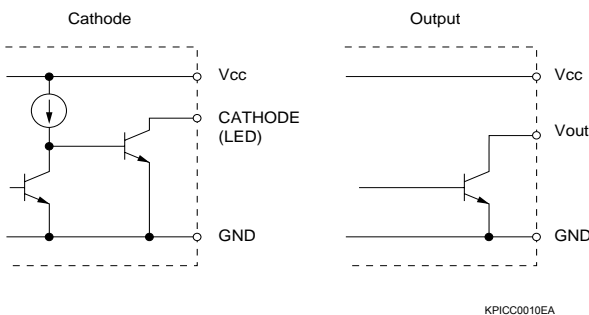 Cathode
Output
Vcc
CATHODE
(LED)
GND
Vcc
Vout
GND
KPICC0010EA